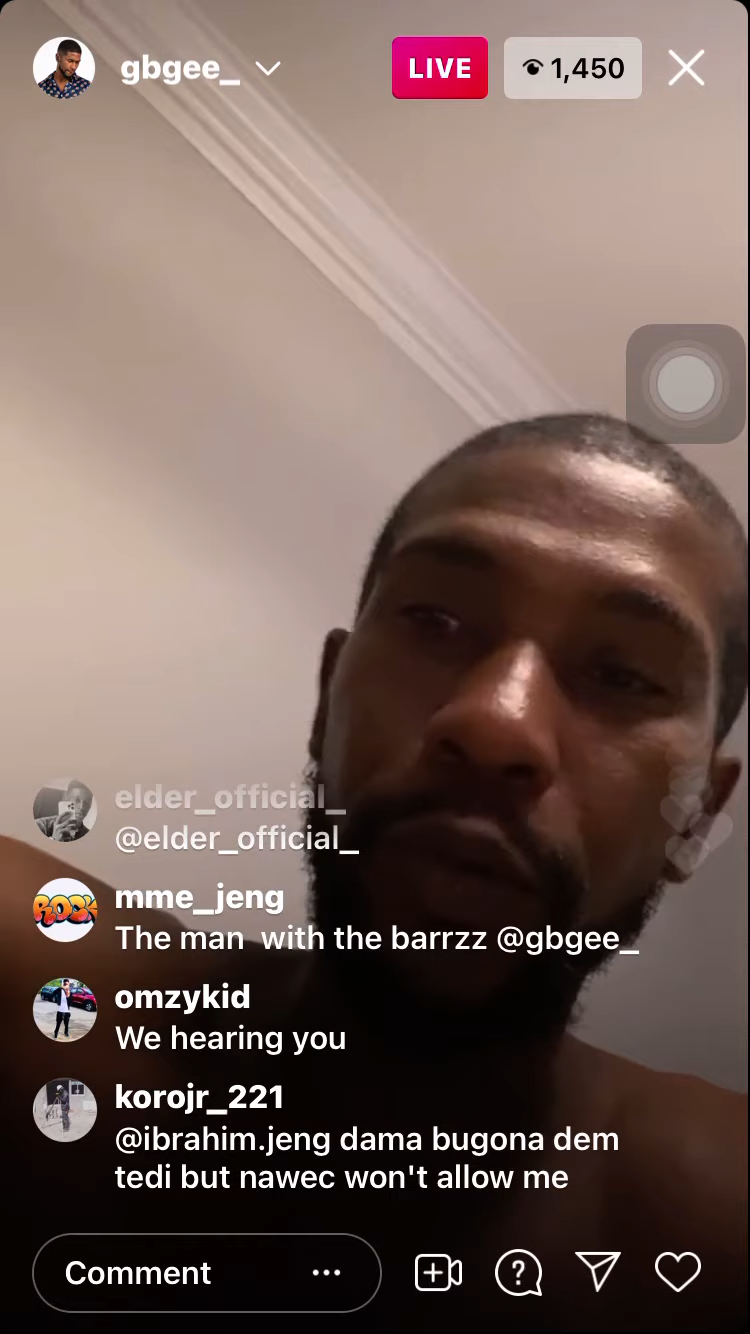 gbgee_
LIVE
1,450
elder_official_
@elder_official_
ROCK
mme_jeng
The man  with the barrzz @gbgee_
omzykid
We hearing you
korojr_221
@ibrahim.jeng dama bugona dem
tedi but nawec won't allow me
Comment